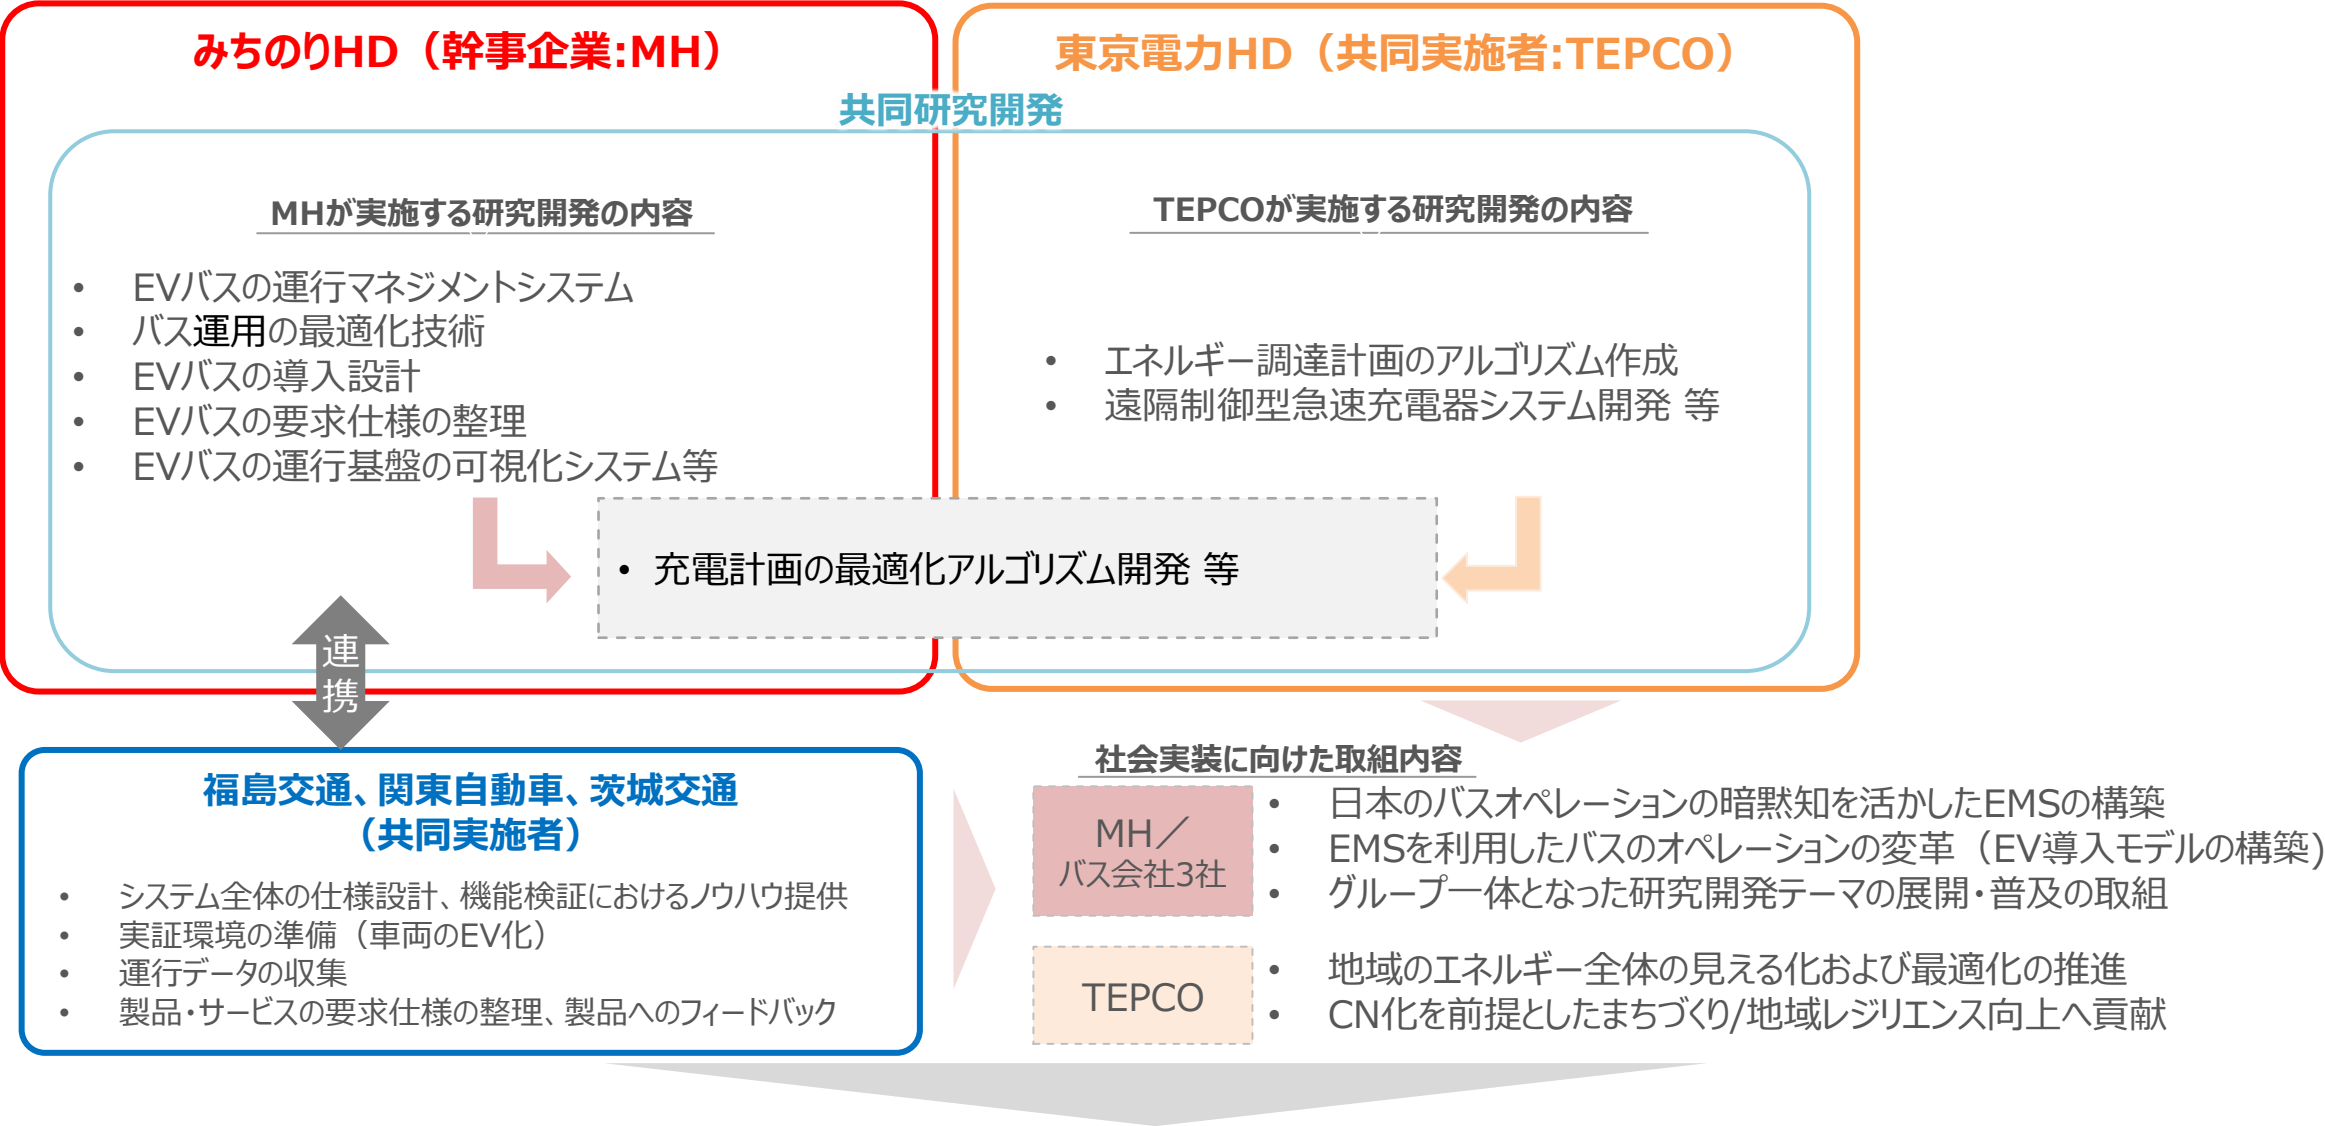 みちのりHD（幹事企業:MH）
東京電力HD（共同実施者:TEPCO）
共同研究開発
MHが実施する研究開発の内容
• EVバスの運行マネジメントシステム
• バス運用の最適化技術
• EVバスの導入設計
• EVバスの要求仕様の整理
• EVバスの運行基盤の可視化システム等
TEPCOが実施する研究開発の内容
• エネルギー調達計画のアルゴリズム作成
• 遠隔制御型急速充電器システム開発 等
• 充電計画の最適化アルゴリズム開発 等
連
携
福島交通、関東自動車、茨城交通
（共同実施者）
• システム全体の仕様設計、機能検証におけるノウハウ提供
• 実証環境の準備（車両のEV化）
• 運行データの収集
• 製品・サービスの要求仕様の整理、製品へのフィードバック
社会実装に向けた取組内容
MH／
バス会社3社
• 日本のバスオペレーションの暗黙知を活かしたEMSの構築
• EMSを利用したバスのオペレーションの変革（EV導入モデルの構築)
• グループ一体となった研究開発テーマの展開・普及の取組
TEPCO
• 地域のエネルギー全体の見える化および最適化の推進
• CN化を前提としたまちづくり/地域レジリエンス向上へ貢献